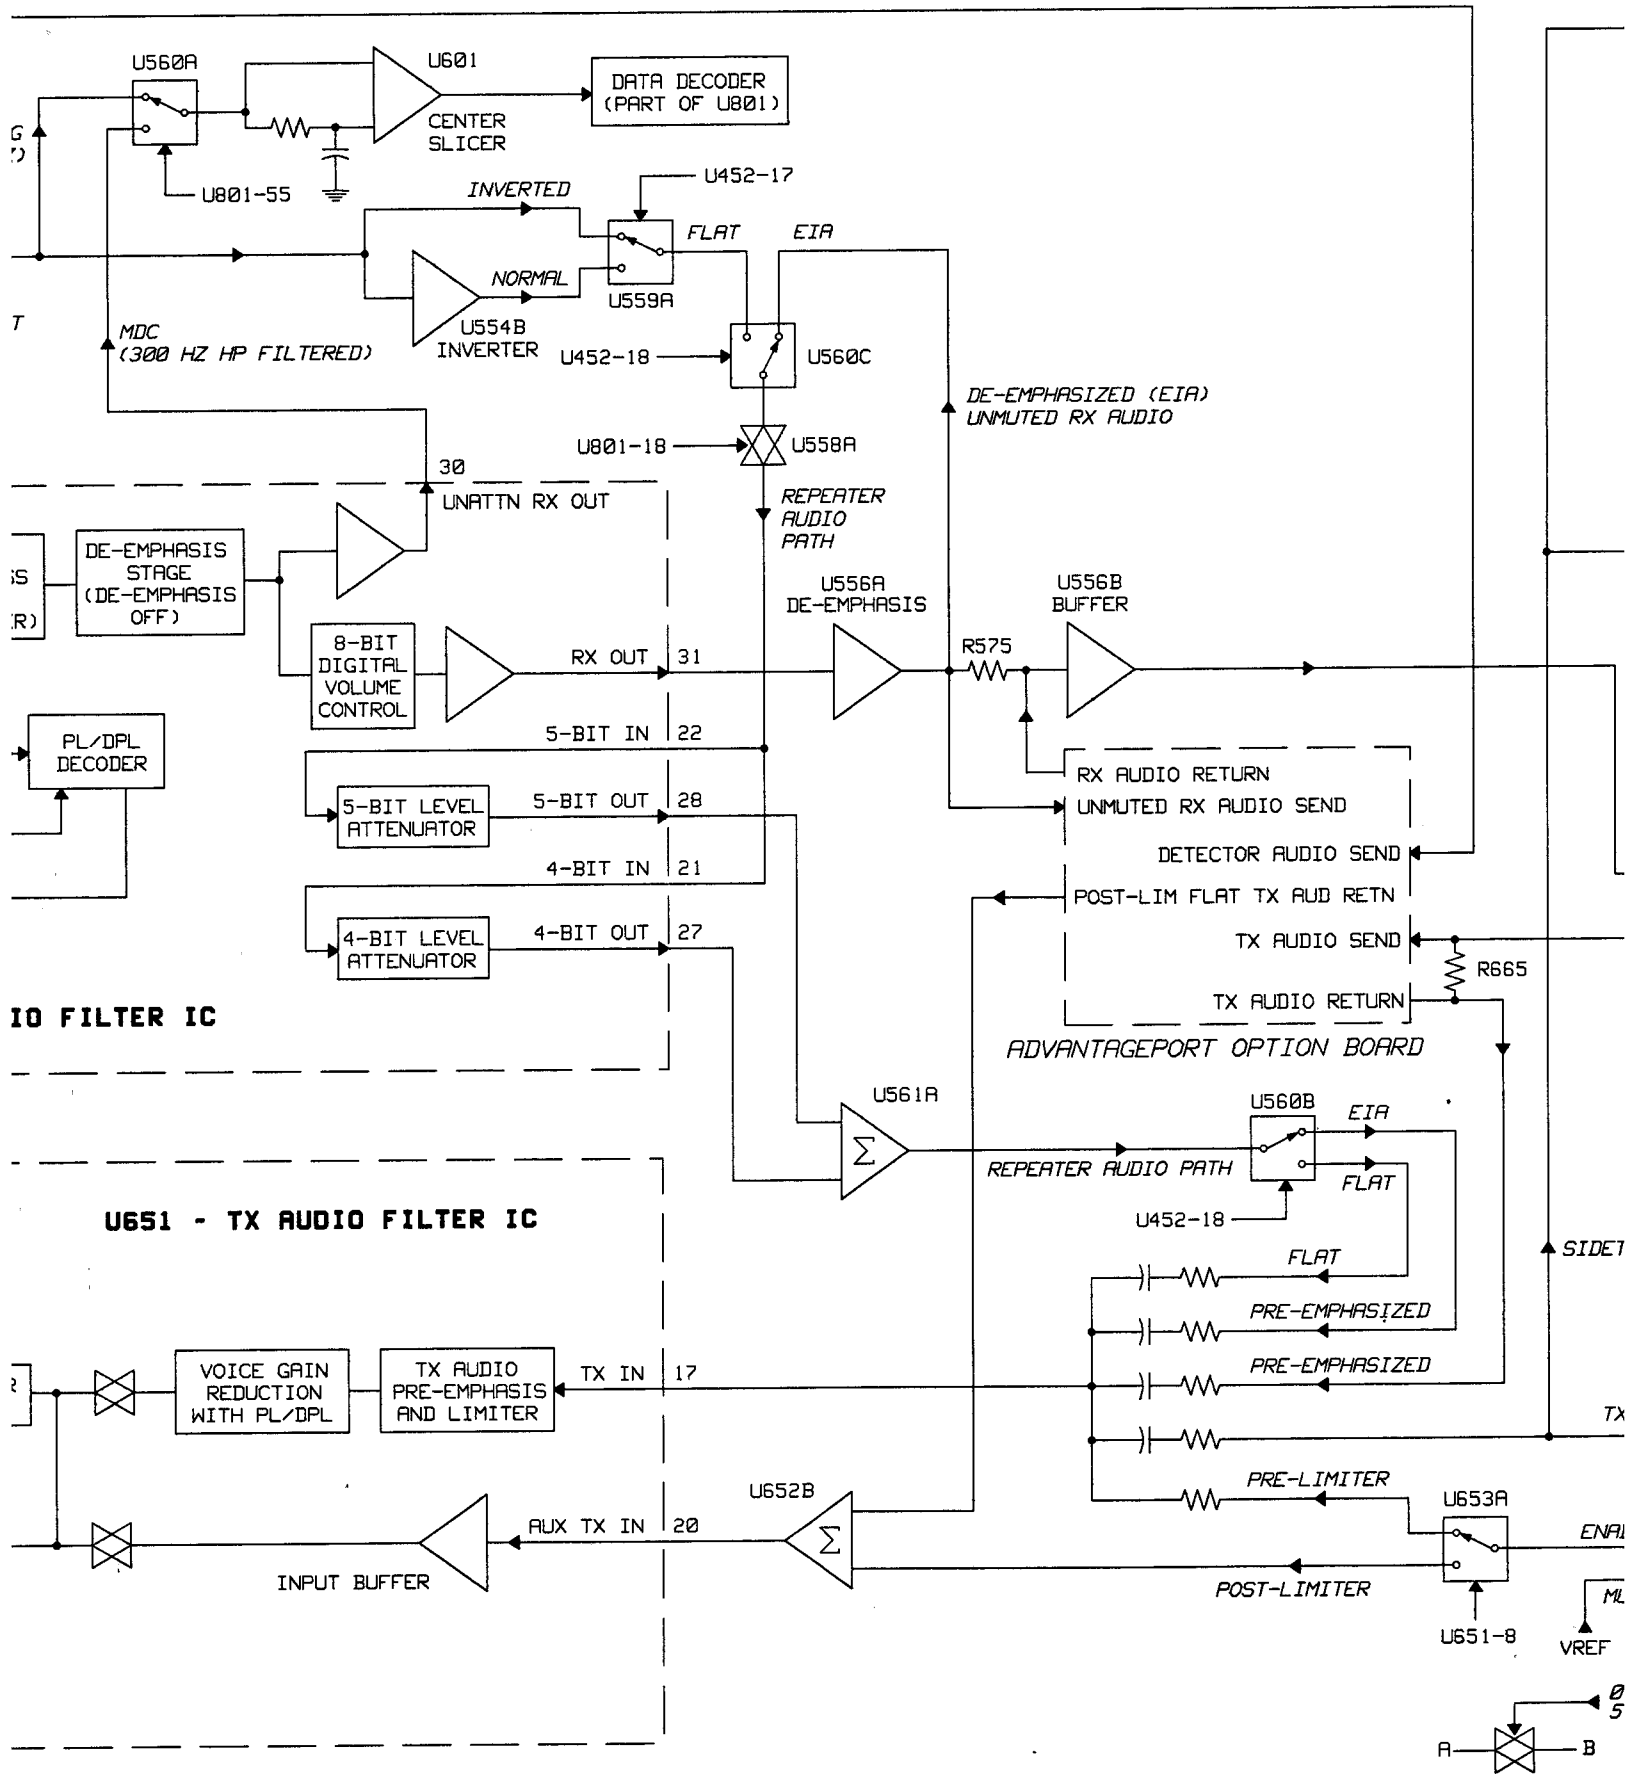 U560A
U601
DATA DECODER
(PART OF U801)
CENTER
SLICER
G
U801-55
INVERTED
U452-17
FLAT
EIA
NORMAL
U559A
U554B
INVERTER
T
MDC
(300 HZ HP FILTERED)
U452-18
U560C
DE-EMPHASIZED (EIA)
UNMUTED RX AUDIO
U801-18
U558A
30
UNATTN RX OUT
REPEATER
AUDIO
PATH
SS
ER)
DE-EMPHASIS
STAGE
(DE-EMPHASIS
OFF)
U556A
DE-EMPHASIS
U556B
BUFFER
8-BIT
DIGITAL
VOLUME
CONTROL
RX OUT 31
R575
PL/DPL
DECODER
5-BIT IN 22
5-BIT LEVEL
ATTENUATOR
5-BIT OUT 28
4-BIT IN 21
4-BIT LEVEL
ATTENUATOR
4-BIT OUT 27
RX AUDIO RETURN
UNMUTED RX AUDIO SEND
DETECTOR AUDIO SEND
POST-LIM FLAT TX AUD RETN
TX AUDIO SEND
R665
TX AUDIO RETURN
ADVANTAGEPORT OPTION BOARD
IO FILTER IC
U561A
Σ
REPEATER AUDIO PATH
U560B
EIA
FLAT
U452-18
U651 - TX AUDIO FILTER IC
FLAT
SIDET
PRE-EMPHASIZED
PRE-EMPHASIZED
R
VOICE GAIN
REDUCTION
WITH PL/DPL
TX AUDIO
PRE-EMPHASIS
AND LIMITER
TX IN 17
TX
PRE-LIMITER
U652B
Σ
U653A
AUX TX IN 20
ENA
INPUT BUFFER
POST-LIMITER
U651-8
VREF
0
5
A
B